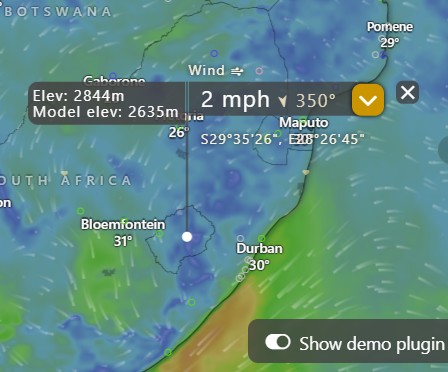 BOTSWANA
Pomene
29°
Wind
Gaborone
Elev: 2844m
Model elev: 2635m
2 mph 350°
26°
Maputo
S29°35'26", E28°26'45"
OUTH AFRICA
Bloemfontein
31°
Durban
30°
Show demo plugin